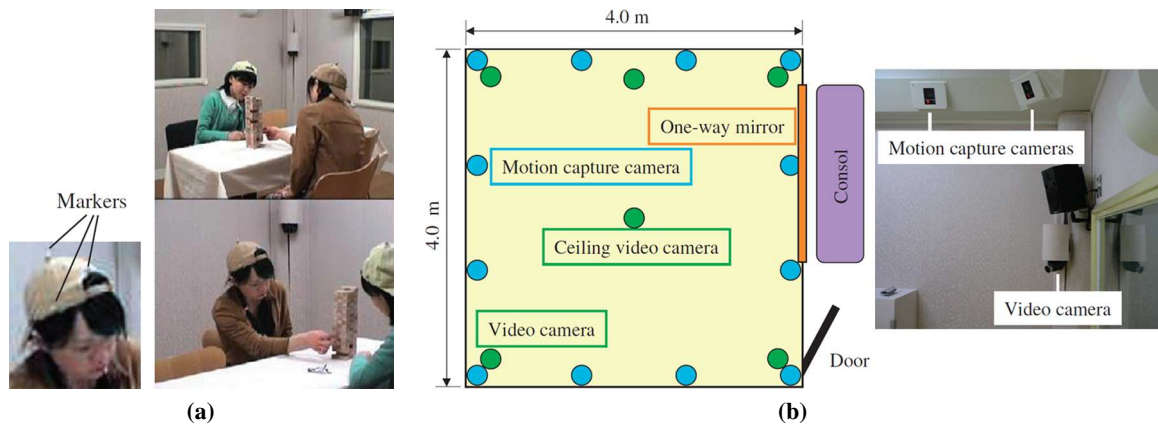 Markers
(a)
4.0 m
4.0 m
One-way mirror
Motion capture camera
Ceiling video camera
Video camera
Consol
Door
Motion capture cameras
Video camera
(b)